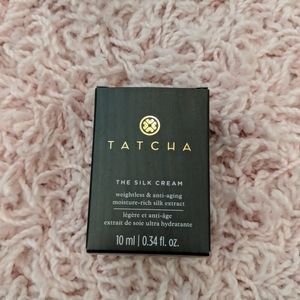 TATCHA
THE SILK CREAM
weightless & anti-aging
moisture-rich silk extract
légère et anti-âge
extrait de soie ultra hydratante
10 ml | 0.34 fl. oz.